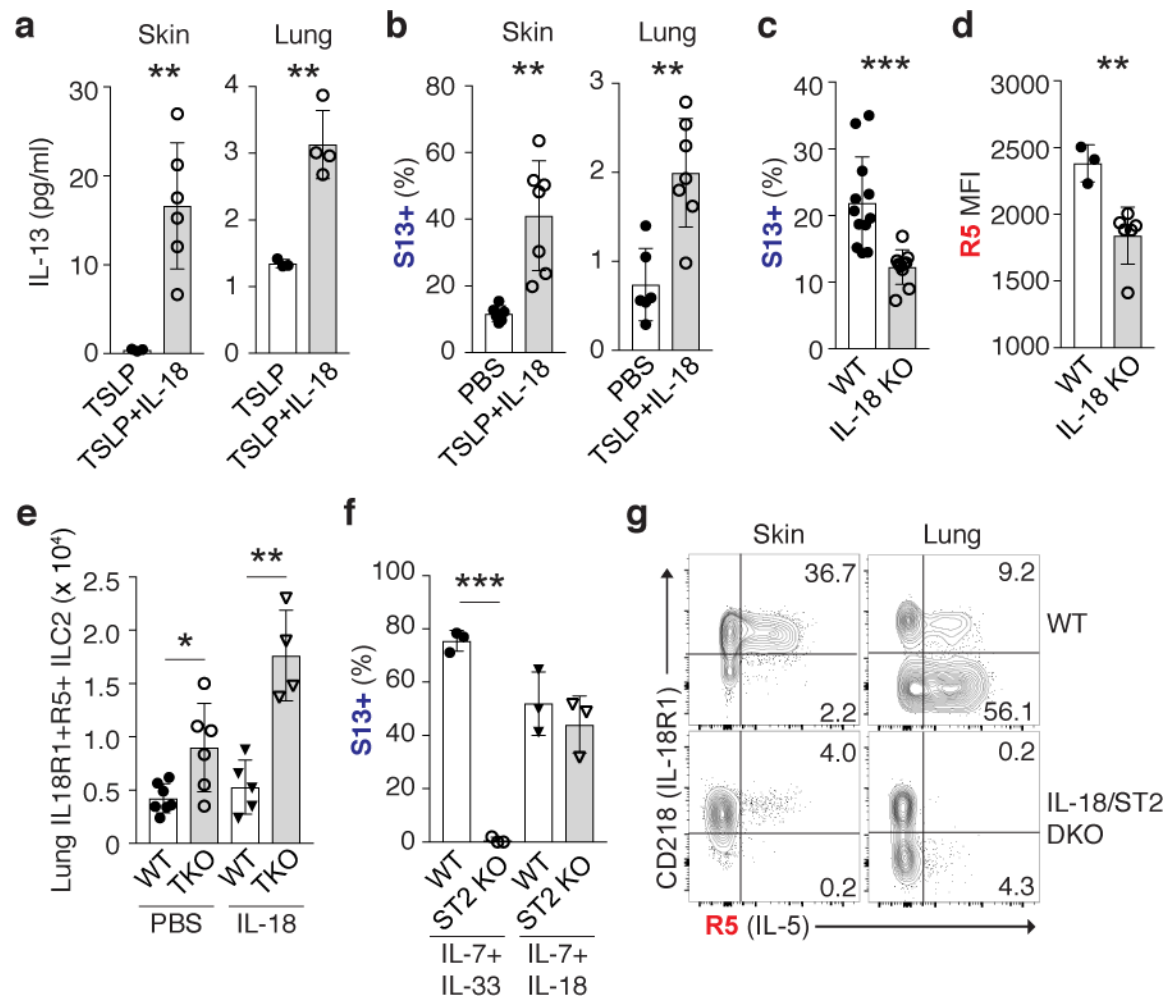 a
Skin
Lung
**
**
IL-13 (pg/ml)
30
20
10
0
4
3
2
1
0
TSLP
TSLP+IL-18
TSLP
TSLP+IL-18
b
Skin
Lung
**
**
S13+ (%)
80
60
40
20
0
3
2
1
0
PBS
TSLP+IL-18
PBS
TSLP+IL-18
c
***
S13+ (%)
40
30
20
10
0
WT
IL-18 KO
d
**
R5 MFI
3000
2500
2000
1500
1000
WT
IL-18 KO
e
Lung IL18R1+R5+ ILC2 (x 10⁴)
2.5
2.0
1.5
1.0
0.5
0
*
**
WT
TKO
WT
TKO
PBS
IL-18
f
S13+ (%)
100
80
60
40
20
0
***
WT
ST2 KO
WT
ST2 KO
IL-7+
IL-33
IL-7+
IL-18
g
Skin
Lung
CD218 (IL-18R1)
36.7
2.2
9.2
56.1
WT
4.0
0.2
0.2
4.3
IL-18/ST2
DKO
R5 (IL-5)